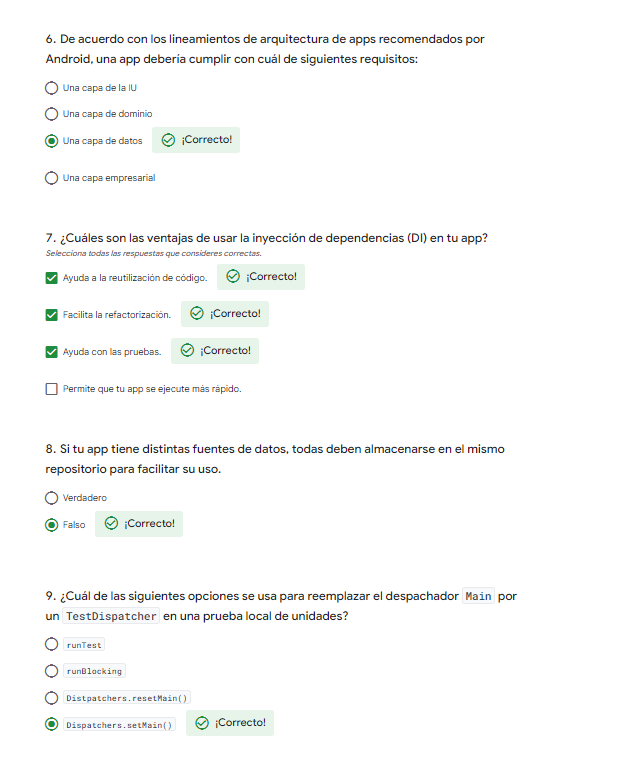 6. De acuerdo con los lineamientos de arquitectura de apps recomendados por
Android, una app debería cumplir con cuál de siguientes requisitos:
Una capa de la IU
Una capa de dominio
Una capa de datos ¡Correcto!
Una capa empresarial
7. ¿Cuáles son las ventajas de usar la inyección de dependencias (DI) en tu app?
Selecciona todas las respuestas que consideres correctas.
Ayuda a la reutilización de código. ¡Correcto!
Facilita la refactorización. ¡Correcto!
Ayuda con las pruebas. ¡Correcto!
Permite que tu app se ejecute más rápido.
8. Si tu app tiene distintas fuentes de datos, todas deben almacenarse en el mismo
repositorio para facilitar su uso.
Verdadero
Falso ¡Correcto!
9. ¿Cuál de las siguientes opciones se usa para reemplazar el despachador Main por
un TestDispatcher en una prueba local de unidades?
runTest
runBlocking
Distpatchers.resetMain()
Dispatchers.setMain() ¡Correcto!